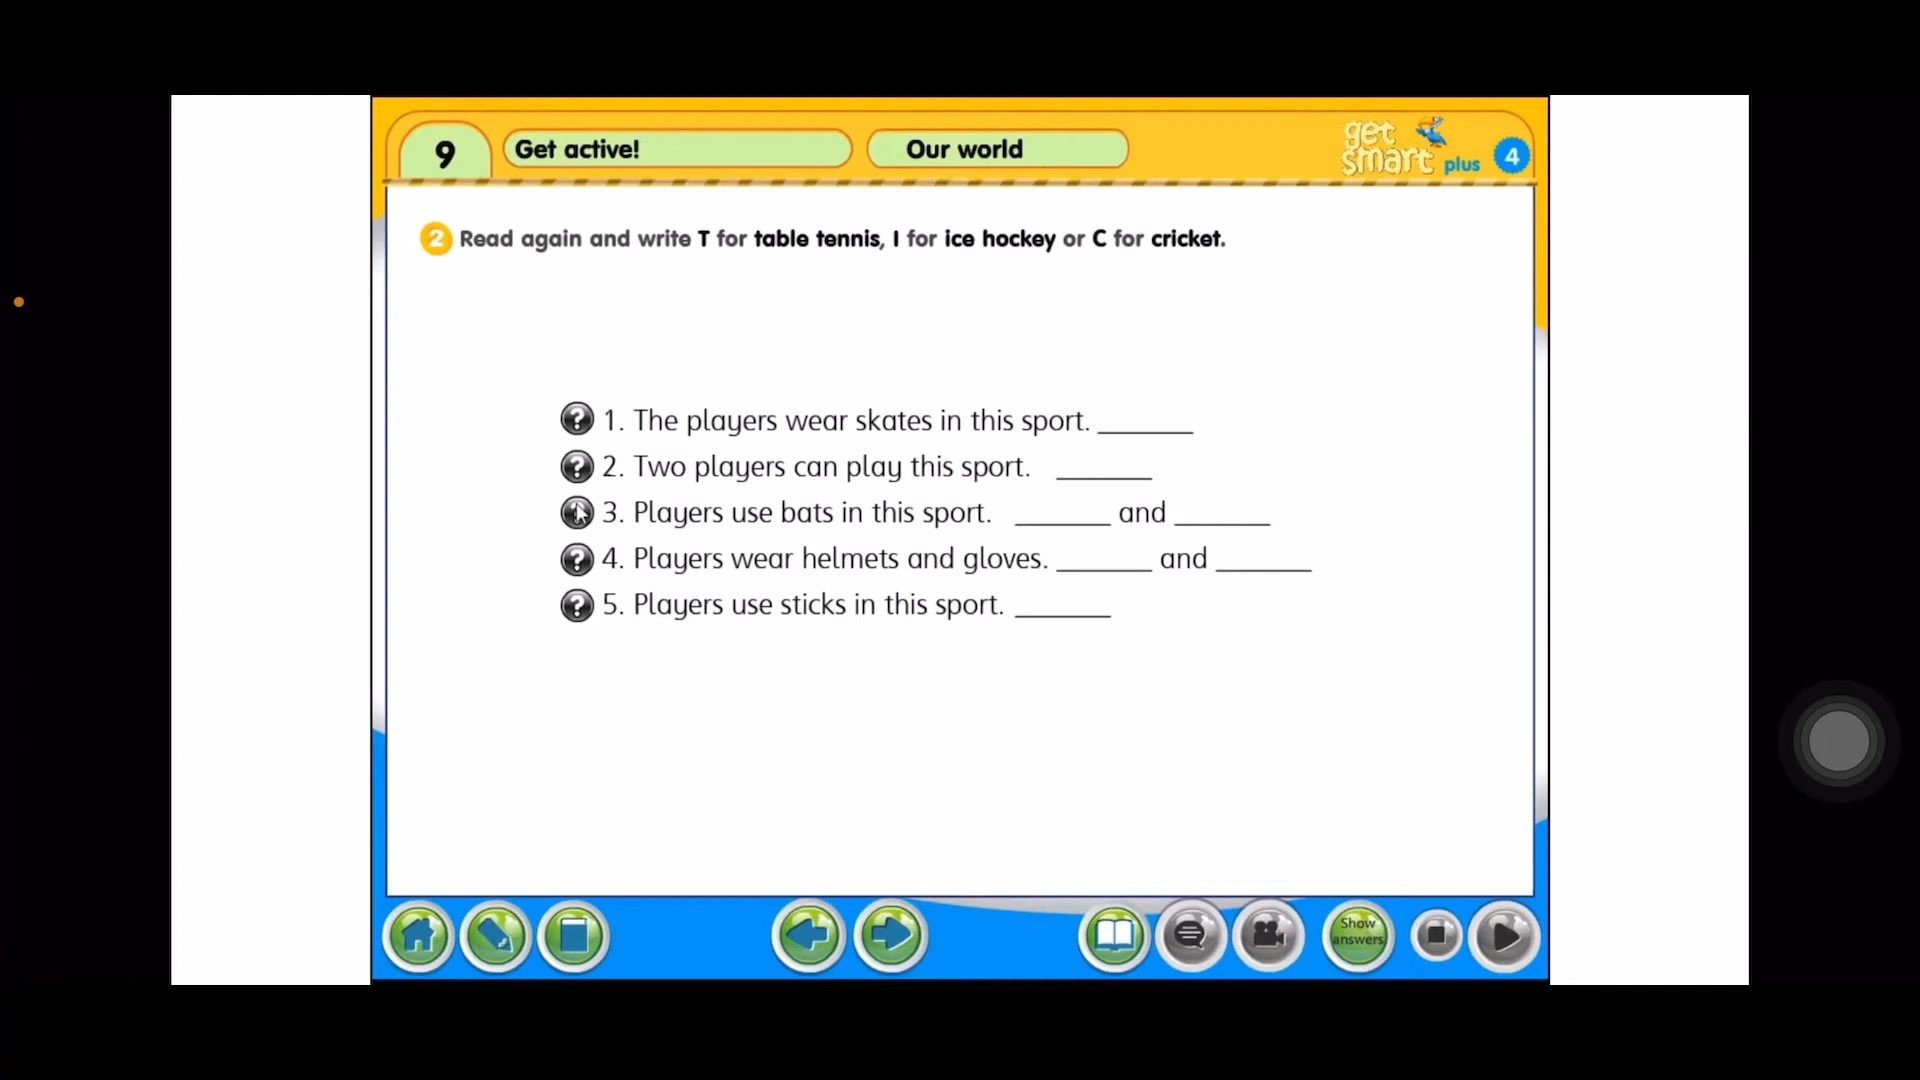 9
Get active!
Our world
get smart plus 4
2 Read again and write T for table tennis, I for ice hockey or C for cricket.
? 1. The players wear skates in this sport. _______
? 2. Two players can play this sport. _______
3. Players use bats in this sport. _______ and _______
? 4. Players wear helmets and gloves. _______ and _______
? 5. Players use sticks in this sport. _______
Show
answers